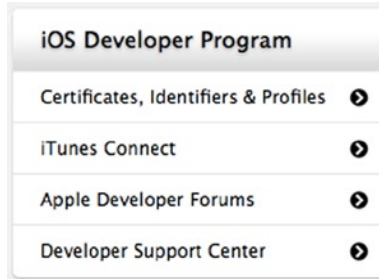 iOS Developer Program
Certificates, Identifiers & Profiles
iTunes Connect
Apple Developer Forums
Developer Support Center